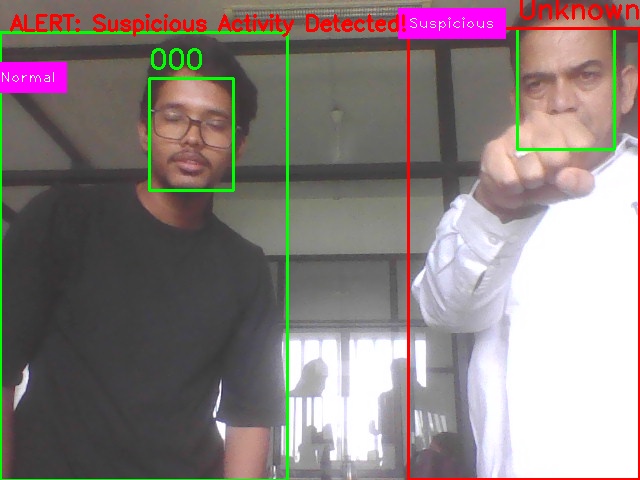 ALERT: Suspicious Activity Detected!
Suspicious
Unknown
000
Normal